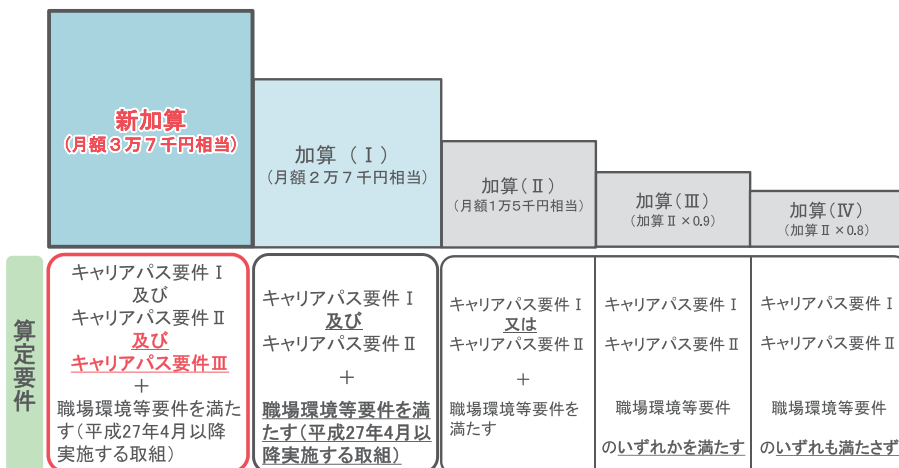 新加算
(月額3万7千円相当)
加算(Ⅰ)
(月額2万7千円相当)
加算(Ⅱ)
(月額1万5千円相当)
加算(Ⅲ)
(加算Ⅱ×0.9)
加算(Ⅳ)
(加算Ⅱ×0.8)
算定要件
キャリアパス要件Ⅰ
及び
キャリアパス要件Ⅱ
及び
キャリアパス要件Ⅲ
+
職場環境等要件を満た
す(平成27年4月以降
実施する取組)
キャリアパス要件Ⅰ
及び
キャリアパス要件Ⅱ
+
職場環境等要件を満
たす(平成27年4月以
降実施する取組)
キャリアパス要件Ⅰ
又は
キャリアパス要件Ⅱ
+
職場環境等要件を
満たす
キャリアパス要件Ⅰ
キャリアパス要件Ⅱ
職場環境等要件
のいずれかを満たす
キャリアパス要件Ⅰ
キャリアパス要件Ⅱ
職場環境等要件
のいずれも満たさず